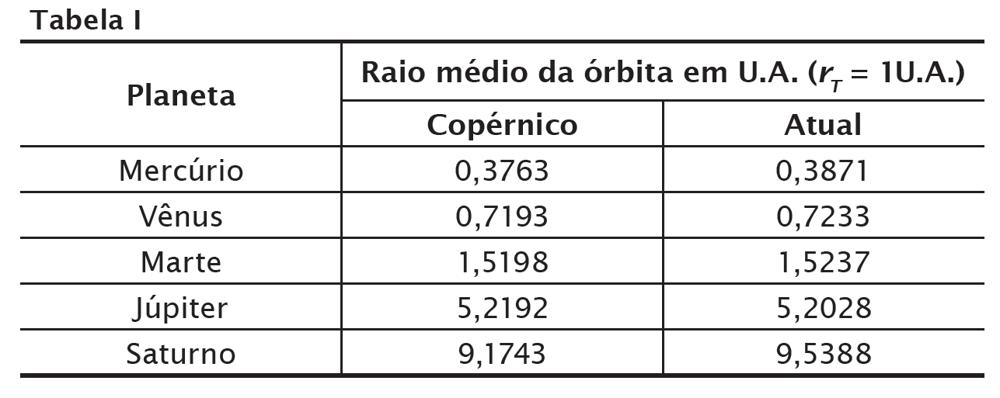 Tabela I
Planeta
Raio médio da órbita em U.A. (r_T = 1U.A.)
Copérnico Atual
Mercúrio 0,3763 0,3871
Vênus 0,7193 0,7233
Marte 1,5198 1,5237
Júpiter 5,2192 5,2028
Saturno 9,1743 9,5388